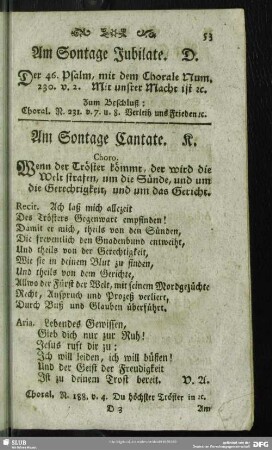 53
Am Sontage Jubilate. D.
Der 46. Psalm, mit dem Chorale Num.
230. v. 2. Mit unsrer Macht ist ꝛc.
Zum Beschluß:
Choral. N. 231. v. 7. u. 8. Verleih uns Frieden ꝛc.
Am Sontage Cantate. K.
Choro.
Wenn der Tröster kömmt, der wird die
Welt strafen, um die Sünde, und um
die Gerechtigkeit, und um das Gericht.
Recit. Ach laß mich allezeit
Des Trösters Gegenwart empfinden!
Damit er mich, theils von den Sünden,
Die freventlich den Gnadenbund entweiht,
Und theils von der Gerechtigkeit,
Wie sie in deinem Blut zu finden,
Und theils von dem Gerichte,
Allwo der Fürst der Welt, mit seinem Mordgezüchte
Recht, Anspruch und Prozeß verliert,
Durch Buß und Glauben überführt.
Aria. Lebendes Gewissen,
Gieb dich nur zur Ruh!
Jesus ruft dir zu:
Ich will leiden, ich will büßen!
Und der Geist der Freudigkeit
Ist zu deinem Trost bereit. V. A.
Choral. N. 188. v. 4. Du höchster Tröster in ꝛc.
D 3 Am
SLUB
DFG